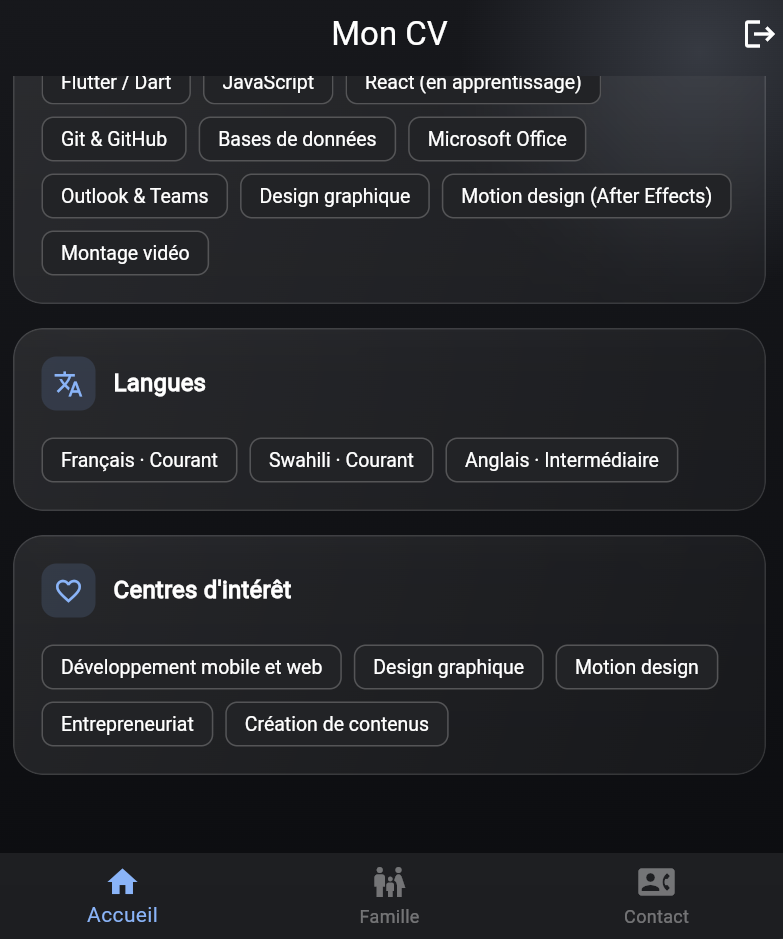 Mon CV
Flutter / Dart JavaScript React (en apprentissage)
Git & GitHub Bases de données Microsoft Office
Outlook & Teams Design graphique Motion design (After Effects)
Montage vidéo
Langues
Français · Courant Swahili · Courant Anglais · Intermédiaire
Centres d'intérêt
Développement mobile et web Design graphique Motion design
Entrepreneuriat Création de contenus
Accueil Famille Contact